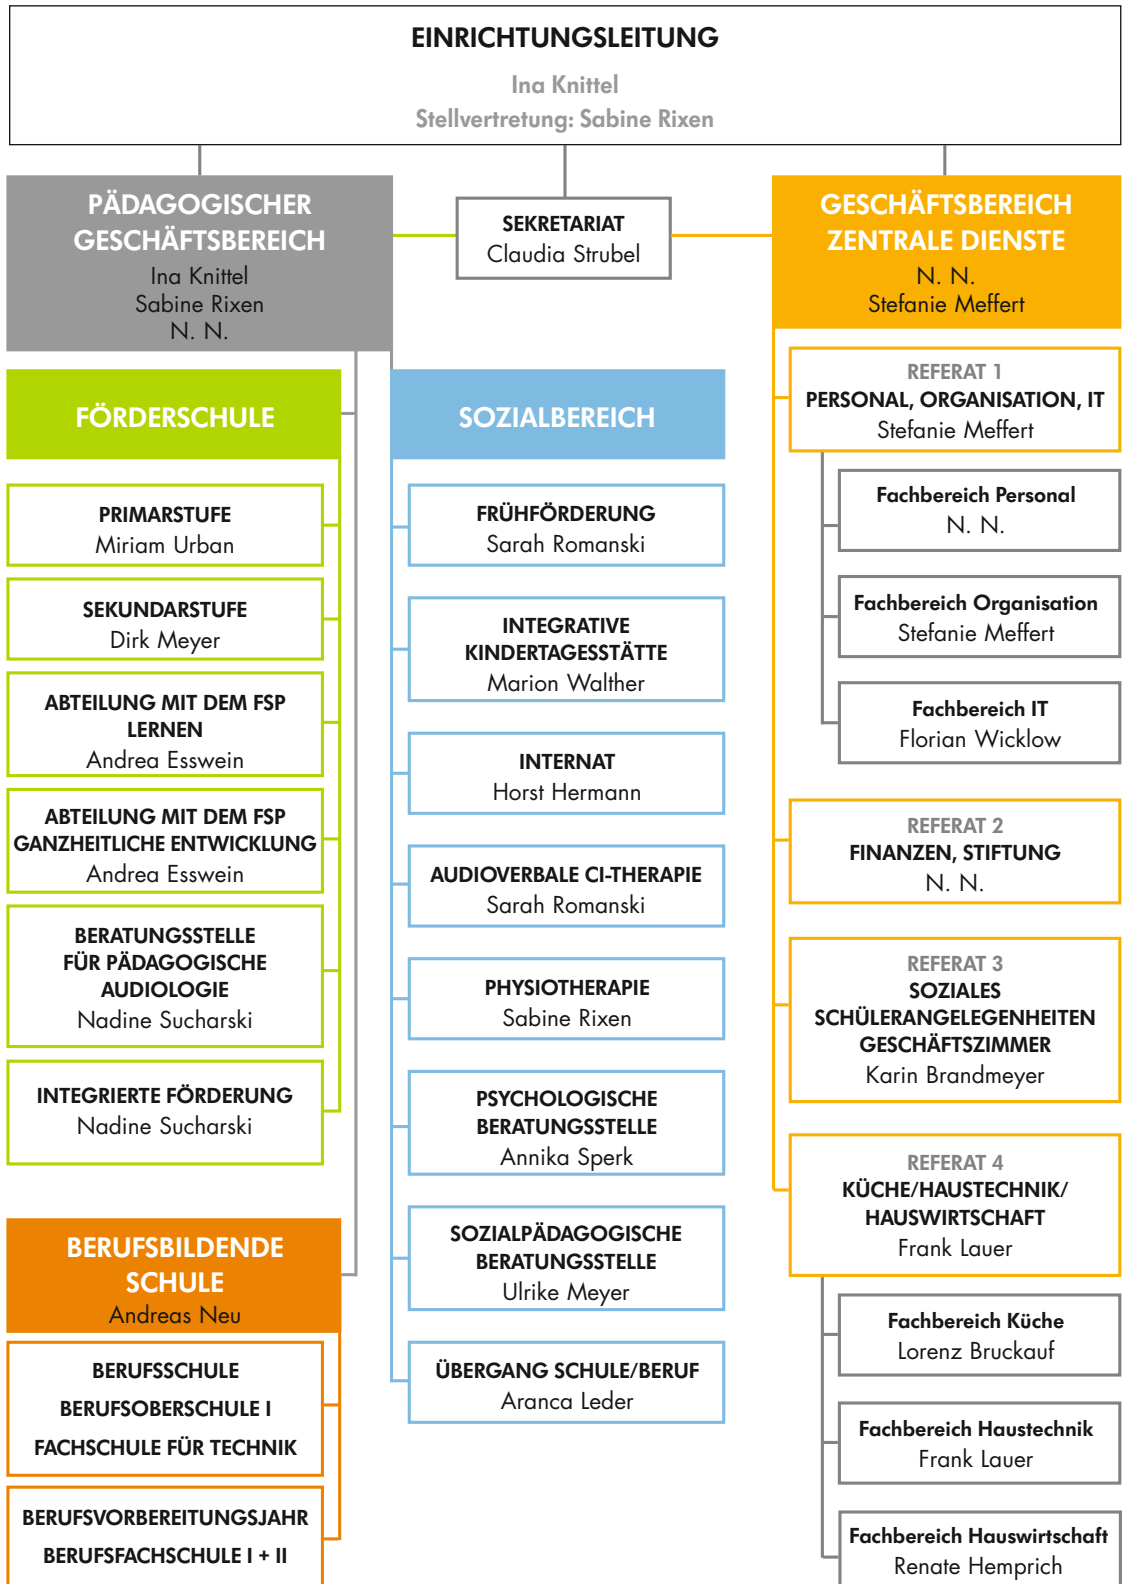 EINRICHTUNGSLEITUNG
Ina Knittel
Stellvertretung: Sabine Rixen
PÄDAGOGISCHER
GESCHÄFTSBEREICH
Ina Knittel
Sabine Rixen
N. N.
SEKRETARIAT
Claudia Strubel
GESCHÄFTSBEREICH
ZENTRALE DIENSTE
N. N.
Stefanie Meffert
FÖRDERSCHULE
PRIMARSTUFE
Miriam Urban
SEKUNDARSTUFE
Dirk Meyer
ABTEILUNG MIT DEM FSP
LERNEN
Andrea Esswein
ABTEILUNG MIT DEM FSP
GANZHEITLICHE ENTWICKLUNG
Andrea Esswein
BERATUNGSSTELLE
FÜR PÄDAGOGISCHE
AUDIOLOGIE
Nadine Sucharski
INTEGRIERTE FÖRDERUNG
Nadine Sucharski
BERUFSBILDENDE
SCHULE
Andreas Neu
BERUFSSCHULE
BERUFSOBERSCHULE I
FACHSCHULE FÜR TECHNIK
BERUFSVORBEREITUNGSJAHR
BERUFSFACHSCHULE I + II
SOZIALBEREICH
FRÜHFÖRDERUNG
Sarah Romanski
INTEGRATIVE
KINDERTAGESSTÄTTE
Marion Walther
INTERNAT
Horst Hermann
AUDIOVERBALE CI-THERAPIE
Sarah Romanski
PHYSIOTHERAPIE
Sabine Rixen
PSYCHOLOGISCHE
BERATUNGSSTELLE
Annika Sperk
SOZIALPÄDAGOGISCHE
BERATUNGSSTELLE
Ulrike Meyer
ÜBERGANG SCHULE/BERUF
Aranca Leder
REFERAT 1
PERSONAL, ORGANISATION, IT
Stefanie Meffert
Fachbereich Personal
N. N.
Fachbereich Organisation
Stefanie Meffert
Fachbereich IT
Florian Wicklow
REFERAT 2
FINANZEN, STIFTUNG
N. N.
REFERAT 3
SOZIALES
SCHÜLERANGELEGENHEITEN
GESCHÄFTSZIMMER
Karin Brandmeyer
REFERAT 4
KÜCHE/HAUSTECHNIK/
HAUSWIRTSCHAFT
Frank Lauer
Fachbereich Küche
Lorenz Bruckauf
Fachbereich Haustechnik
Frank Lauer
Fachbereich Hauswirtschaft
Renate Hemprich